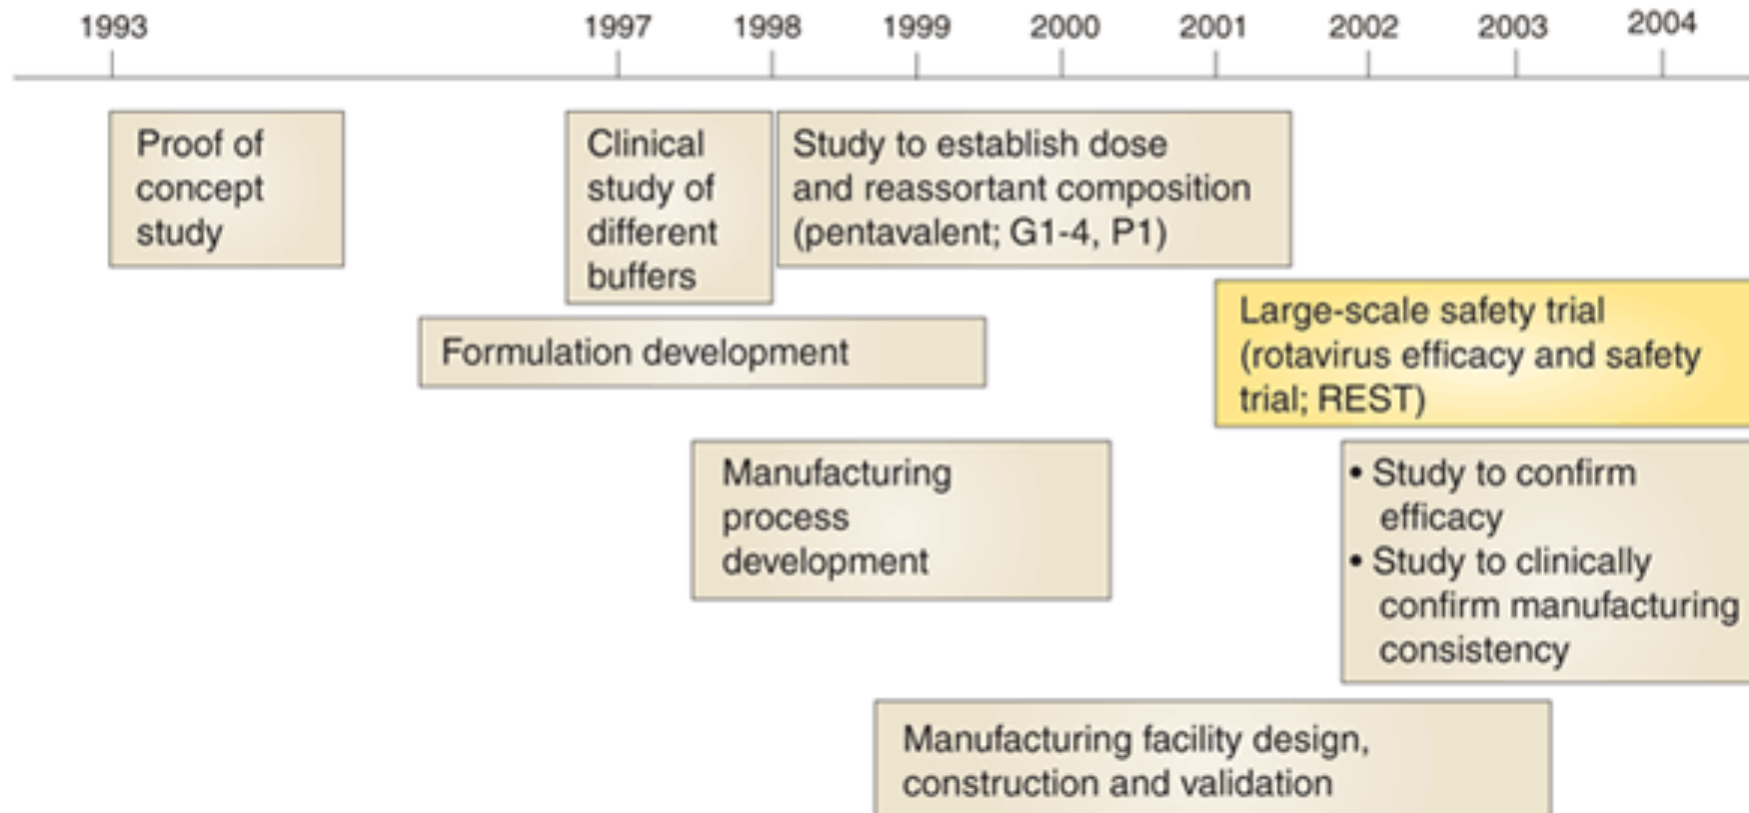 1993 1997 1998 1999 2000 2001 2002 2003 2004
Proof of
concept
study
Clinical
study of
different
buffers
Study to establish dose
and reassortant composition
(pentavalent; G1-4, P1)
Large-scale safety trial
(rotavirus efficacy and safety
trial; REST)
Formulation development
Manufacturing
process
development
• Study to confirm
efficacy
• Study to clinically
confirm manufacturing
consistency
Manufacturing facility design,
construction and validation